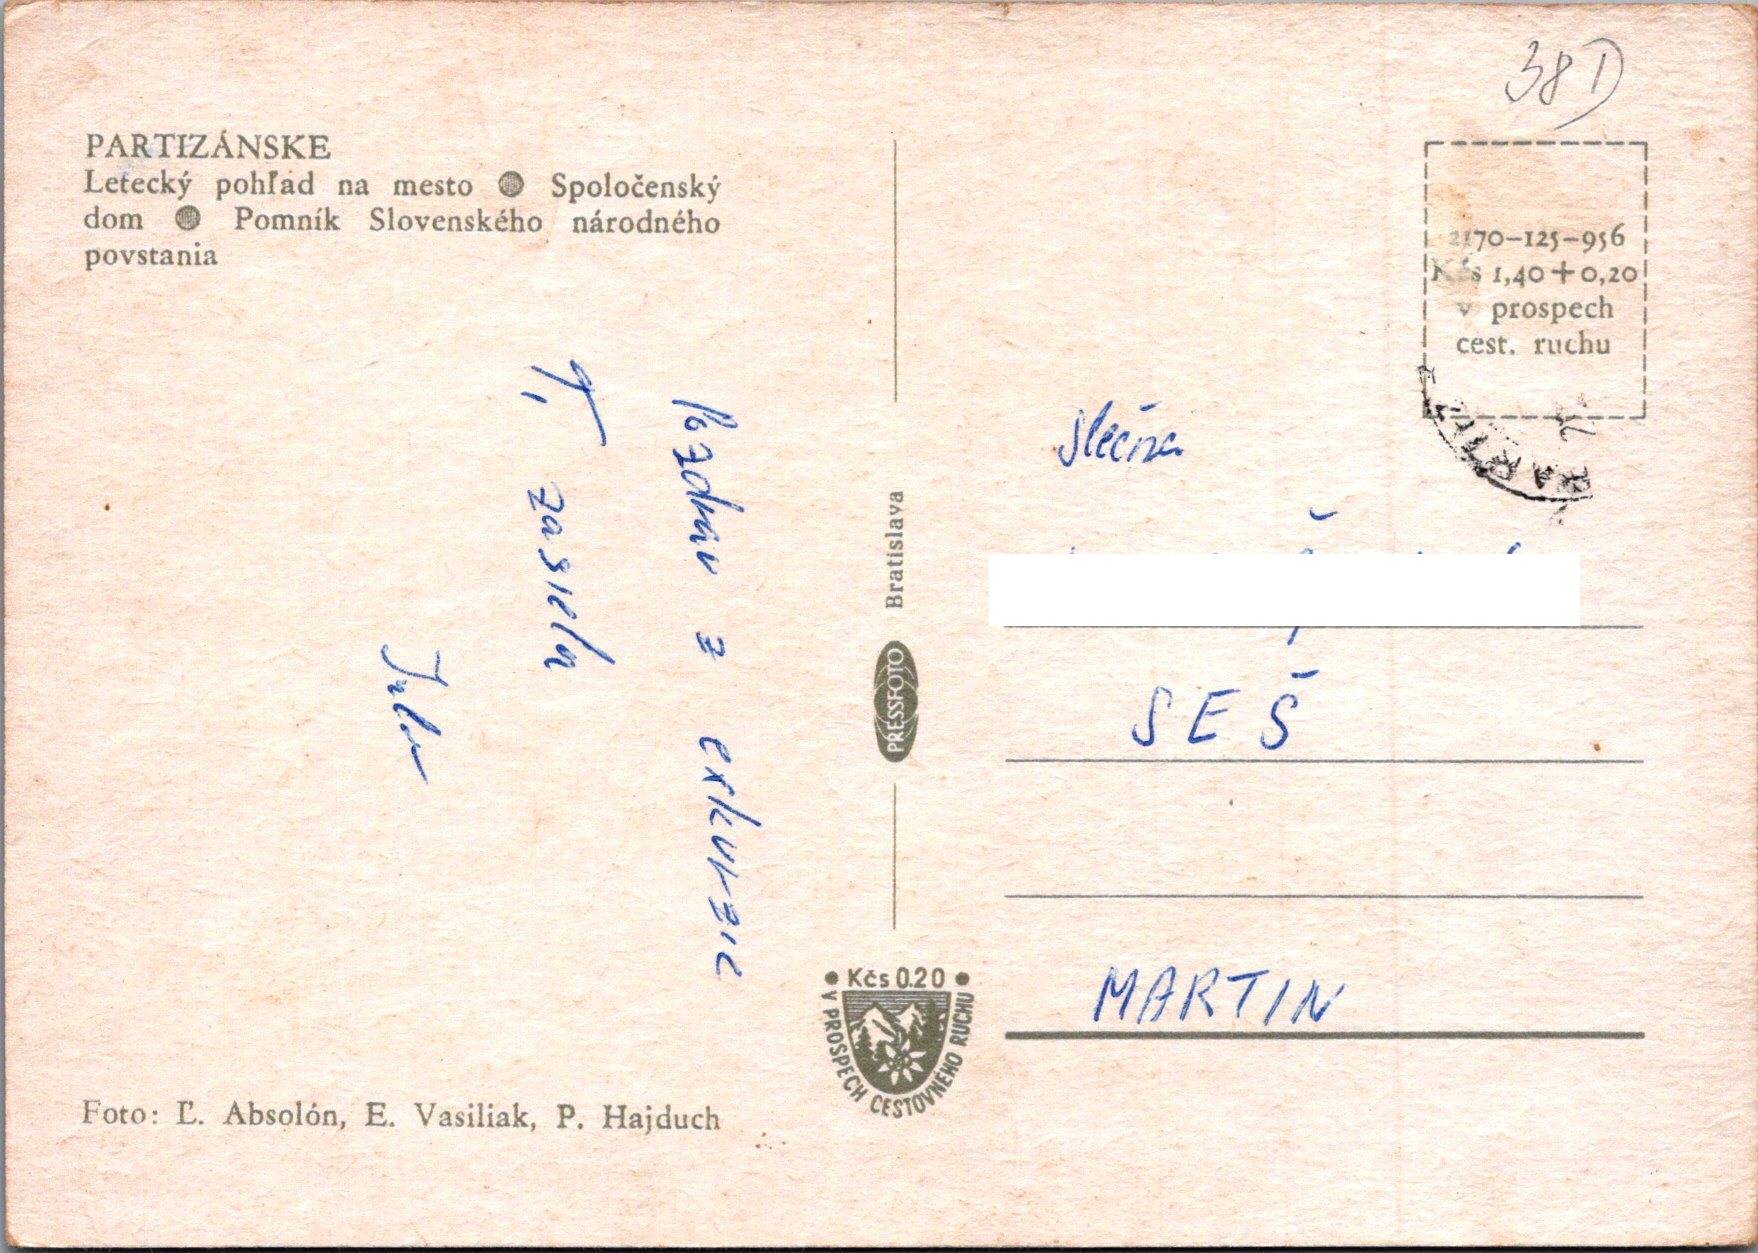 38D
PARTIZÁNSKE
Letecký pohľad na mesto Spoločenský
dom Pomník Slovenského národného
povstania
Pozdrav z exkurzie
Ti zasiela
Foto: Ľ. Absolón, E. Vasiliak, P. Hajduch
Bratislava
PRESSFOTO
Kčs 0.20
V PROSPECH CESTOVNÉHO RUCHU
2170-125-956
Kčs 1,40+0,20
v prospech
cest. ruchu
Slečna
SEŠ
MARTIN